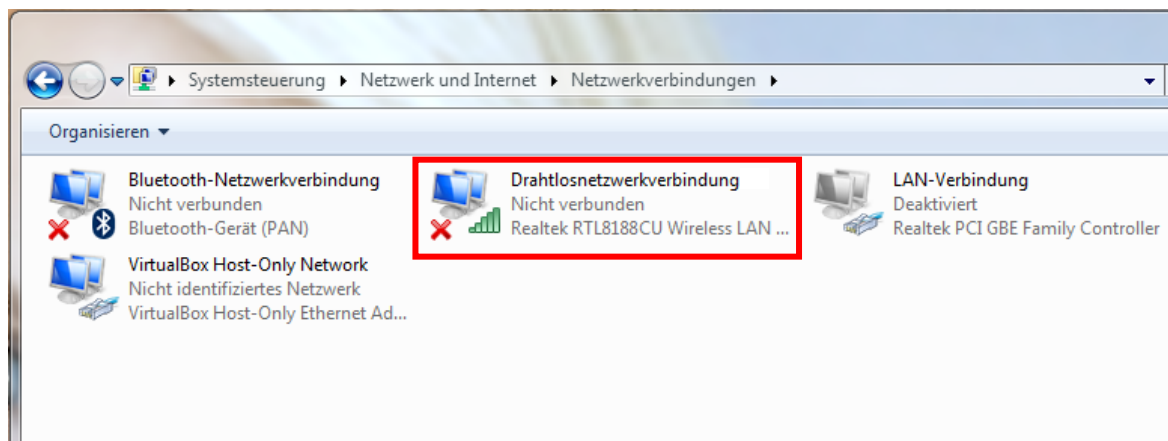 Systemsteuerung Netzwerk und Internet Netzwerkverbindungen
Organisieren
Bluetooth-Netzwerkverbindung
Nicht verbunden
Bluetooth-Gerät (PAN)
Drahtlosnetzwerkverbindung
Nicht verbunden
Realtek RTL8188CU Wireless LAN ...
LAN-Verbindung
Deaktiviert
Realtek PCI GBE Family Controller
VirtualBox Host-Only Network
Nicht identifiziertes Netzwerk
VirtualBox Host-Only Ethernet Ad...